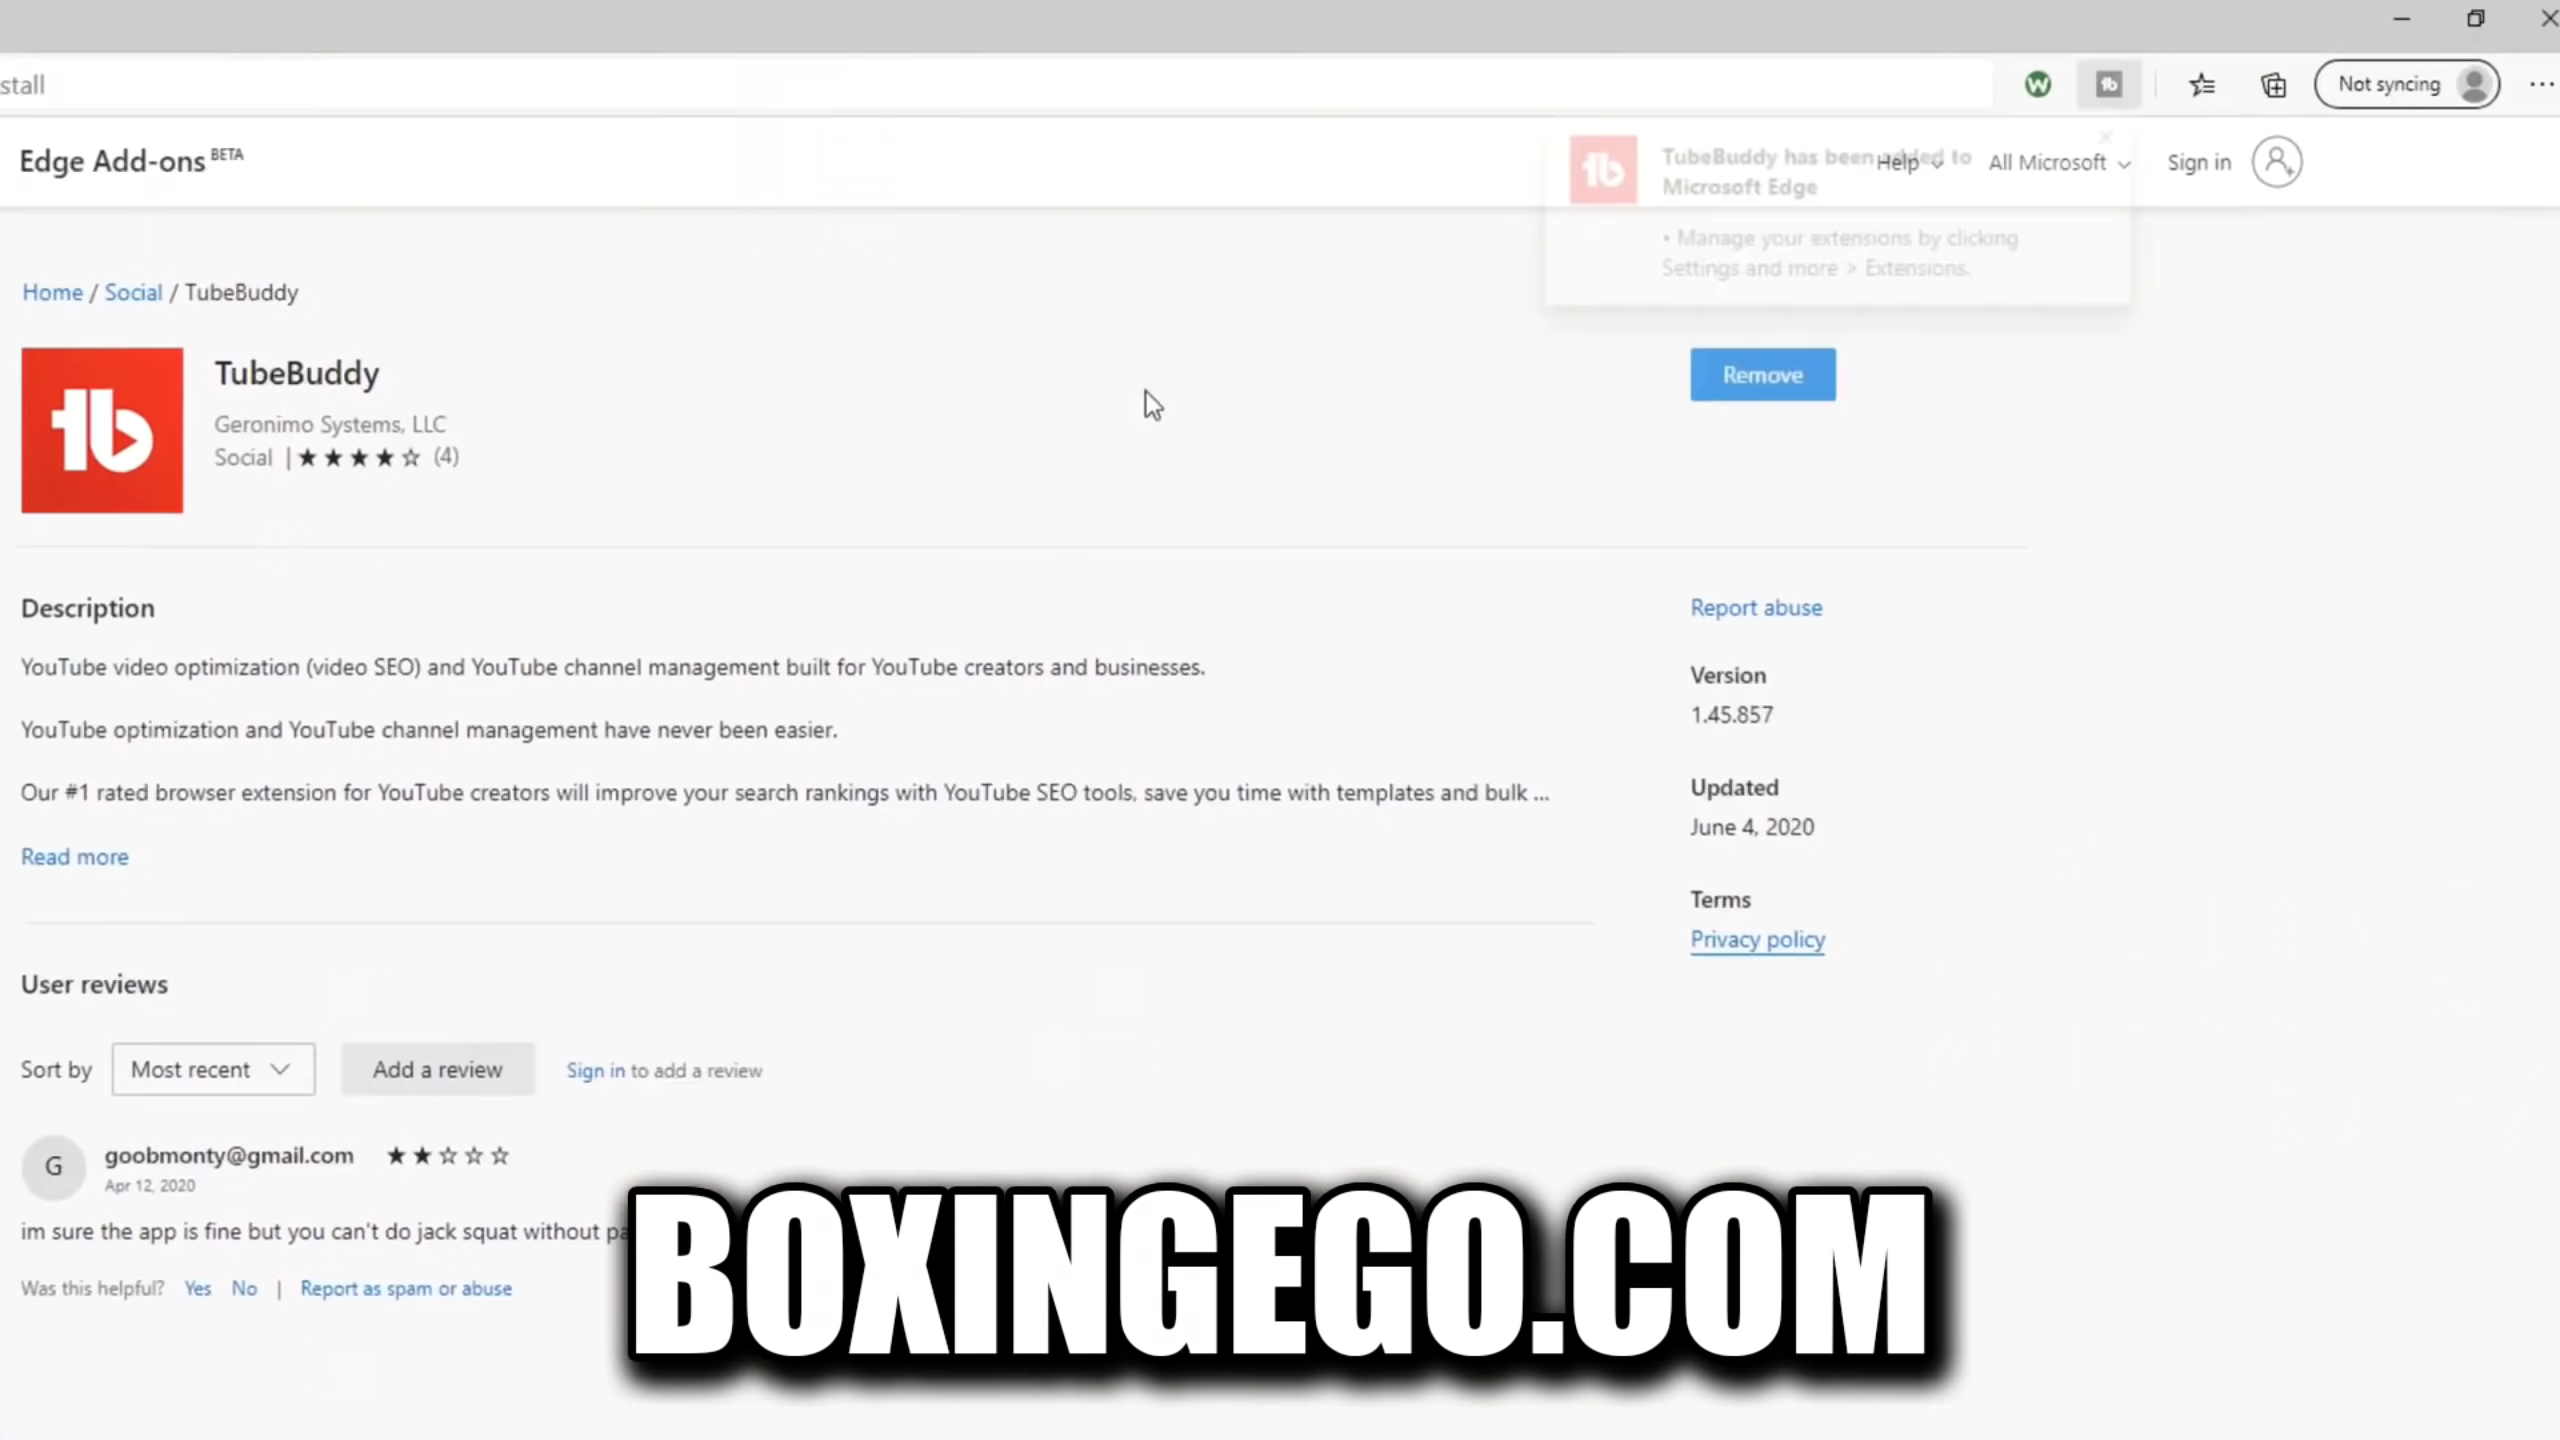 stall
Not syncing
Edge Add-ons BETA
Help
All Microsoft
Sign in
TubeBuddy has been added to
Microsoft Edge
• Manage your extensions by clicking
Settings and more > Extensions.
Home / Social / TubeBuddy
TubeBuddy
Geronimo Systems, LLC
Social | ★★★★☆ (4)
Remove
Description
YouTube video optimization (video SEO) and YouTube channel management built for YouTube creators and businesses.
YouTube optimization and YouTube channel management have never been easier.
Our #1 rated browser extension for YouTube creators will improve your search rankings with YouTube SEO tools, save you time with templates and bulk ...
Read more
Report abuse
Version
1.45.857
Updated
June 4, 2020
Terms
Privacy policy
User reviews
Sort by Most recent Add a review Sign in to add a review
G
goobmonty@gmail.com ★★☆☆☆
Apr 12, 2020
im sure the app is fine but you can't do jack squat without pa
Was this helpful? Yes No | Report as spam or abuse
BOXINGEGO.COM